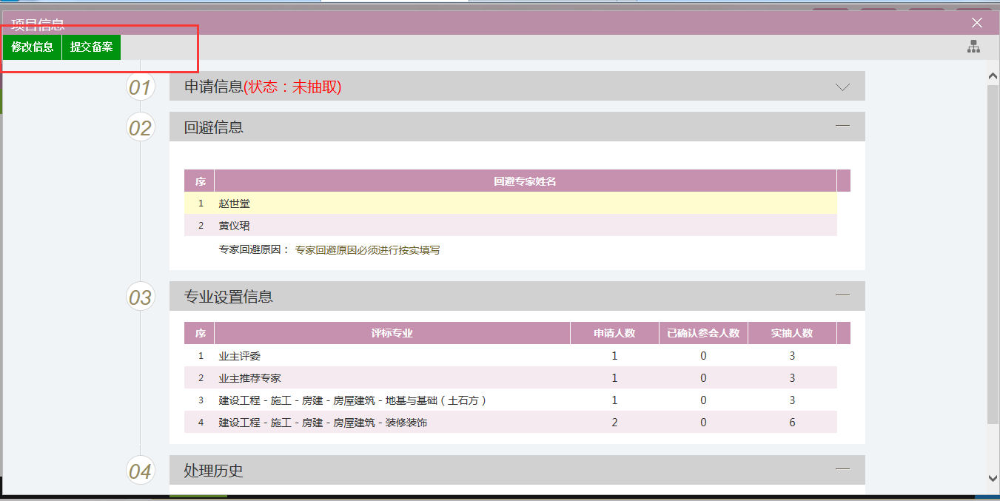 项目信息
修改信息 提交备案
01 申请信息(状态：未抽取)
02 回避信息
序 回避专家姓名
1 赵世堂
2 黄仪珺
专家回避原因： 专家回避原因必须进行按实填写
03 专业设置信息
序 评标专业 申请人数 已确认参会人数 实抽人数
1 业主评委 1 0 3
2 业主推荐专家 1 0 3
3 建设工程－施工－房建－房屋建筑－地基与基础（土石方） 1 0 3
4 建设工程－施工－房建－房屋建筑－装修装饰 2 0 6
04 处理历史